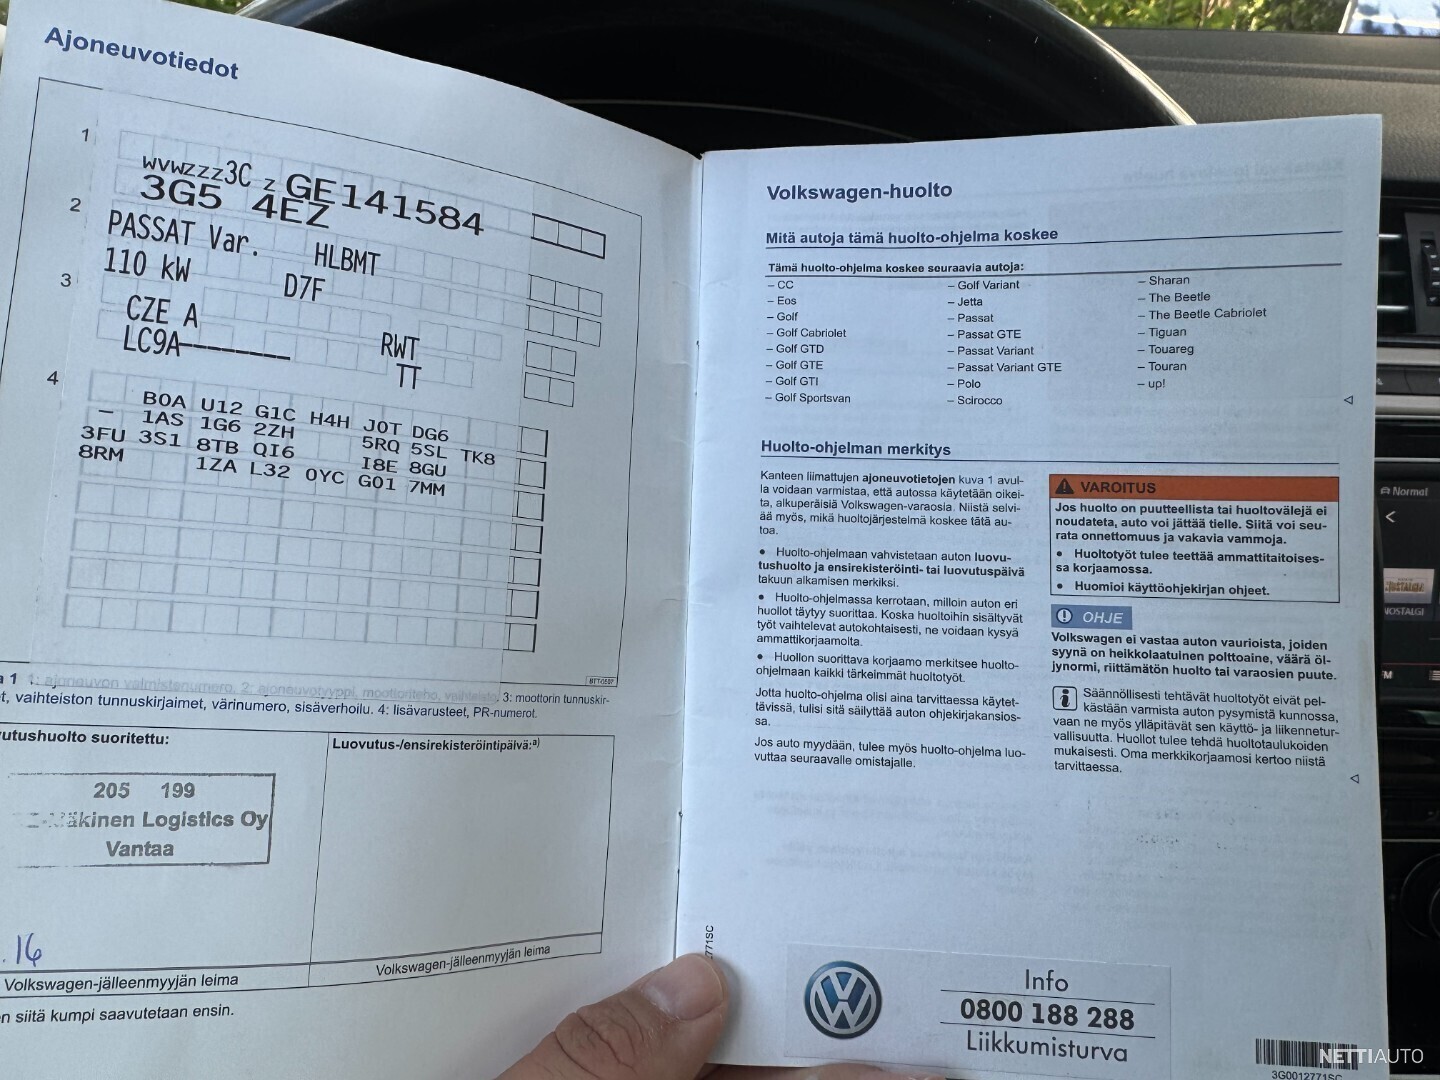 Ajoneuvotiedot
1
WVWZZZ3C Z GE141584
3G5 4EZ
2
PASSAT Var. HLBMT
110 kW D7F
3
CZE A RWT
LC9A--------- TT
4
B0A U12 G1C H4H J0T DG6
– 1AS 1G6 2ZH 5RQ 5SL TK8
3FU 3S1 8TB QI6 I8E 8GU
8RM 1ZA L32 0YC G01 7MM
1 1: ajoneuvon valmistenumero, 2: ajoneuvotyyppi, moottoriteho, vaihteisto. 3: moottorin tunnuskir-
t, vaihteiston tunnuskirjaimet, värinumero, sisäverhoilu. 4: lisävarusteet, PR-numerot.
utushuolto suoritettu:
Luovutus-/ensirekisteröintipäivä:a)
205 199
Mäkinen Logistics Oy
Vantaa
. 16
Volkswagen-jälleenmyyjän leima
Volkswagen-jälleenmyyjän leima
n siitä kumpi saavutetaan ensin.
Volkswagen-huolto
Mitä autoja tämä huolto-ohjelma koskee
Tämä huolto-ohjelma koskee seuraavia autoja:
– CC
– Eos
– Golf
– Golf Cabriolet
– Golf GTD
– Golf GTE
– Golf GTI
– Golf Sportsvan
– Golf Variant
– Jetta
– Passat
– Passat GTE
– Passat Variant
– Passat Variant GTE
– Polo
– Scirocco
– Sharan
– The Beetle
– The Beetle Cabriolet
– Tiguan
– Touareg
– Touran
– up!
Huolto-ohjelman merkitys
Kanteen liimattujen ajoneuvotietojen kuva 1 avul-
la voidaan varmistaa, että autossa käytetään oikei-
ta, alkuperäisiä Volkswagen-varaosia. Niistä selvi-
ää myös, mikä huoltojärjestelmä koskee tätä au-
toa.
● Huolto-ohjelmaan vahvistetaan auton luovu-
tushuolto ja ensirekisteröinti- tai luovutuspäivä
takuun alkamisen merkiksi.
● Huolto-ohjelmassa kerrotaan, milloin auton eri
huollot täytyy suorittaa. Koska huoltoihin sisältyvät
työt vaihtelevat autokohtaisesti, ne voidaan kysyä
ammattikorjaamolta.
● Huollon suorittava korjaamo merkitsee huolto-
ohjelmaan kaikki tärkeimmät huoltotyöt.
Jotta huolto-ohjelma olisi aina tarvittaessa käytet-
tävissä, tulisi sitä säilyttää auton ohjekirjakansios-
sa.
Jos auto myydään, tulee myös huolto-ohjelma luo-
vuttaa seuraavalle omistajalle.
VAROITUS
Jos huolto on puutteellista tai huoltovälejä ei
noudateta, auto voi jättää tielle. Siitä voi seu-
rata onnettomuus ja vakavia vammoja.
● Huoltotyöt tulee teettää ammattitaitoises-
sa korjaamossa.
● Huomioi käyttöohjekirjan ohjeet.
OHJE
Volkswagen ei vastaa auton vaurioista, joiden
syynä on heikkolaatuinen polttoaine, väärä öl-
jynormi, riittämätön huolto tai varaosien puute.
Säännöllisesti tehtävät huoltotyöt eivät pel-
kästään varmista auton pysymistä kunnossa,
vaan ne myös ylläpitävät sen käyttö- ja liikennetur-
vallisuutta. Huollot tulee tehdä huoltotaulukoiden
mukaisesti. Oma merkkikorjaamosi kertoo niistä
tarvittaessa.
Info
0800 188 288
Liikkumisturva
3G0012771SC
771SC
Normal
NOSTALGI
NETTIAUTO